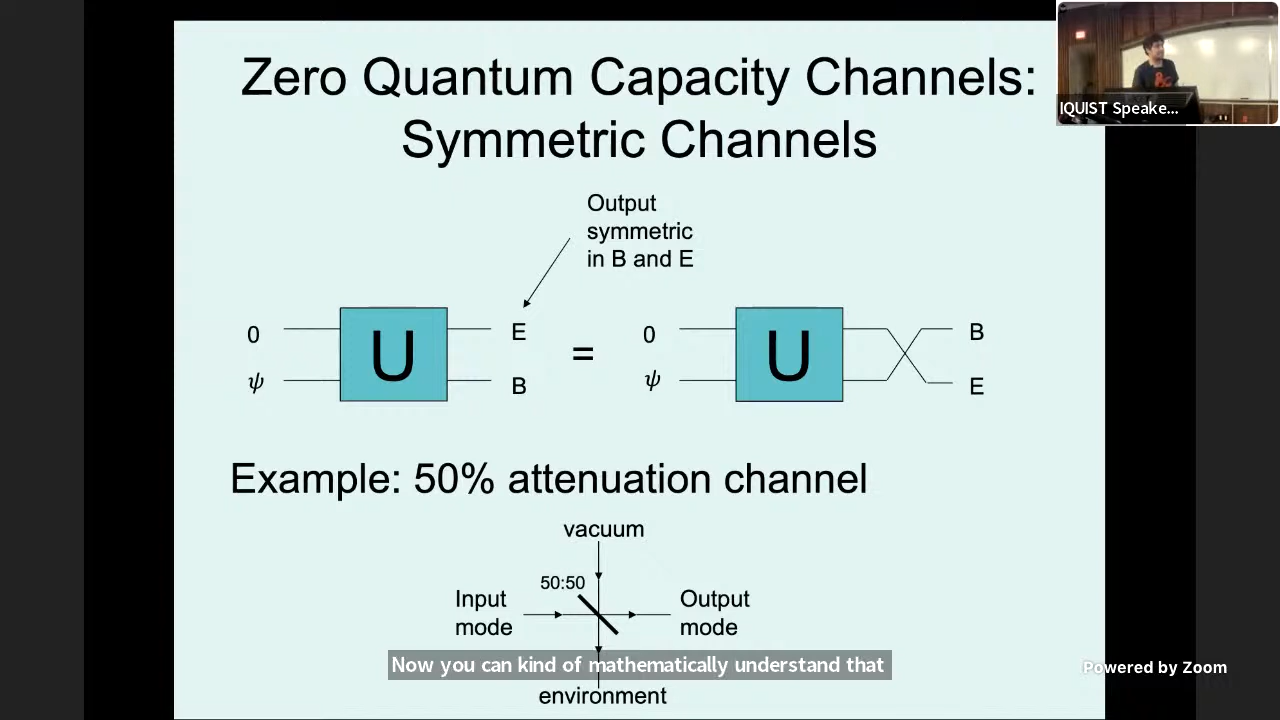 Zero Quantum Capacity Channels:
Symmetric Channels
IQUIST Speake...
Output
symmetric
in B and E
0
U
E
=
0
U
B
ψ
B
ψ
E
Example: 50% attenuation channel
vacuum
50:50
Input
mode
Output
mode
Now you can kind of mathematically understand that
Powered by Zoom
environment